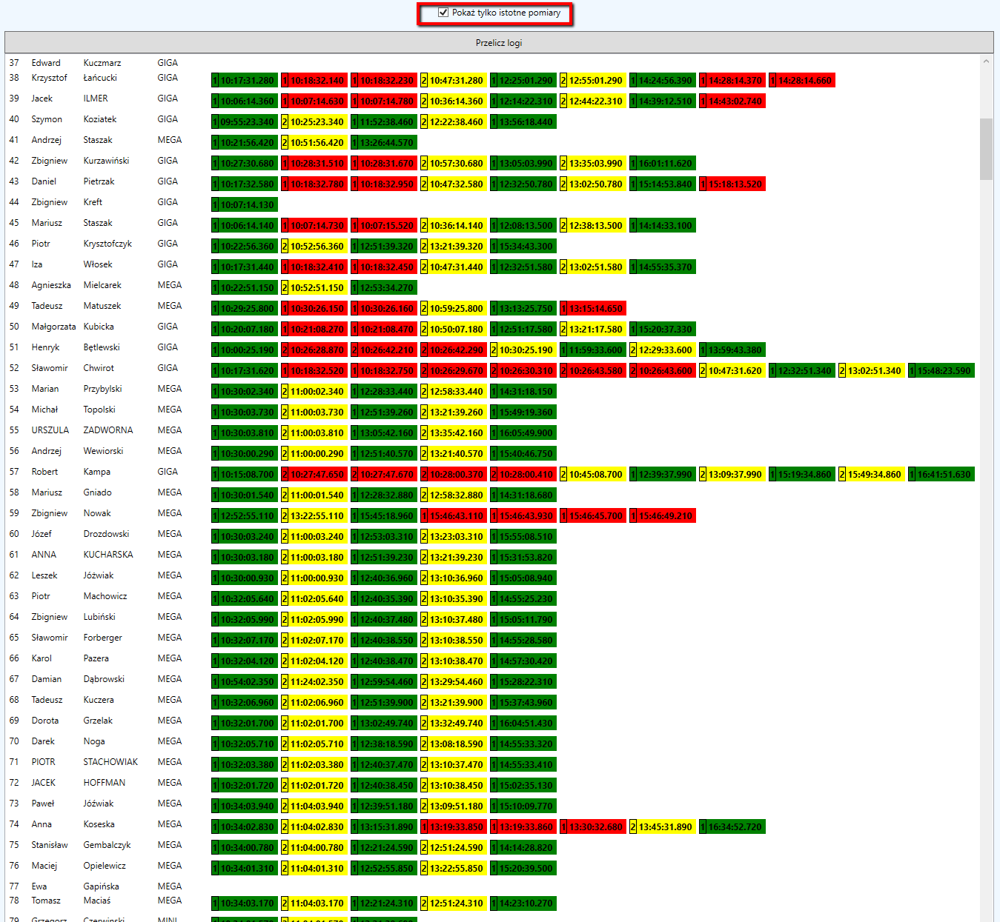 Pokaż tylko istotne pomiary
Przelicz logi
37 Edward Kuczmarz GIGA
38 Krzysztof Łańcucki GIGA 1 10:17:31.280 1 10:18:32.140 1 10:18:32.230 2 10:47:31.280 1 12:25:01.290 2 12:55:01.290 1 14:24:56.390 1 14:28:14.370 1 14:28:14.660
39 Jacek ILMER GIGA 1 10:06:14.360 1 10:07:14.630 1 10:07:14.780 2 10:36:14.360 1 12:14:22.310 2 12:44:22.310 1 14:39:12.510 1 14:43:02.740
40 Szymon Koziatek GIGA 1 09:55:23.340 2 10:25:23.340 1 11:52:38.460 2 12:22:38.460 1 13:56:18.440
41 Andrzej Staszak MEGA 1 10:21:56.420 2 10:51:56.420 1 13:26:44.570
42 Zbigniew Kurzawiński GIGA 1 10:27:30.680 1 10:28:31.510 1 10:28:31.670 2 10:57:30.680 1 13:05:03.990 2 13:35:03.990 1 16:01:11.620
43 Daniel Pietrzak GIGA 1 10:17:32.580 1 10:18:32.780 1 10:18:32.950 2 10:47:32.580 1 12:32:50.780 2 13:02:50.780 1 15:14:53.840 1 15:18:13.520
44 Zbigniew Kreft GIGA 1 10:07:14.130
45 Mariusz Staszak GIGA 1 10:06:14.140 1 10:07:14.730 1 10:07:15.520 2 10:36:14.140 1 12:08:13.500 2 12:38:13.500 1 14:14:33.100
46 Piotr Krysztofczyk GIGA 1 10:22:56.360 2 10:52:56.360 1 12:51:39.320 2 13:21:39.320 1 15:34:43.300
47 Iza Włosek GIGA 1 10:17:31.440 1 10:18:32.410 1 10:18:32.450 2 10:47:31.440 1 12:32:51.580 2 13:02:51.580 1 14:55:35.370
48 Agnieszka Mielcarek MEGA 1 10:22:51.150 2 10:52:51.150 1 12:53:34.270
49 Tadeusz Matuszek MEGA 1 10:29:25.800 1 10:30:26.150 1 10:30:26.160 2 10:59:25.800 1 13:13:25.750 1 13:15:14.650
50 Małgorzata Kubicka GIGA 1 10:20:07.180 1 10:21:08.270 1 10:21:08.470 2 10:50:07.180 1 12:51:17.580 2 13:21:17.580 1 15:20:37.330
51 Henryk Bętlewski GIGA 1 10:00:25.190 2 10:26:28.870 2 10:26:42.210 2 10:26:42.290 2 10:30:25.190 1 11:59:33.600 2 12:29:33.600 1 13:59:43.380
52 Sławomir Chwirot GIGA 1 10:17:31.620 1 10:18:32.520 1 10:18:32.750 2 10:26:29.670 2 10:26:30.310 2 10:26:43.580 2 10:26:43.600 2 10:47:31.620 1 12:32:51.340 2 13:02:51.340 1 15:48:23.590
53 Marian Przybylski MEGA 1 10:30:02.340 2 11:00:02.340 1 12:28:33.440 2 12:58:33.440 1 14:31:18.150
54 Michał Topolski MEGA 1 10:30:03.730 2 11:00:03.730 1 12:51:39.260 2 13:21:39.260 1 15:49:19.360
55 URSZULA ZADWORNA MEGA 1 10:30:03.810 2 11:00:03.810 1 13:05:42.160 2 13:35:42.160 1 16:05:49.900
56 Andrzej Wewiorski MEGA 1 10:30:00.290 2 11:00:00.290 1 12:51:40.570 2 13:21:40.570 1 15:40:46.750
57 Robert Kampa GIGA 1 10:15:08.700 2 10:27:47.650 2 10:27:47.670 2 10:28:00.370 2 10:28:00.410 2 10:45:08.700 1 12:39:37.990 2 13:09:37.990 1 15:19:34.860 2 15:49:34.860 1 16:41:51.630
58 Mariusz Gniado MEGA 1 10:30:01.540 2 11:00:01.540 1 12:28:32.880 2 12:58:32.880 1 14:31:18.680
59 Zbigniew Nowak MEGA 1 12:52:55.110 2 13:22:55.110 1 15:45:18.960 1 15:46:43.110 1 15:46:43.930 1 15:46:45.700 1 15:46:49.210
60 Józef Drozdowski MEGA 1 10:30:03.240 2 11:00:03.240 1 12:53:03.310 2 13:23:03.310 1 15:55:08.510
61 ANNA KUCHARSKA MEGA 1 10:30:03.180 2 11:00:03.180 1 12:51:39.230 2 13:21:39.230 1 15:31:53.820
62 Leszek Jóźwiak MEGA 1 10:30:00.930 2 11:00:00.930 1 12:40:36.960 2 13:10:36.960 1 15:05:08.940
63 Piotr Machowicz MEGA 1 10:32:05.640 2 11:02:05.640 1 12:40:35.390 2 13:10:35.390 1 14:55:25.230
64 Zbigniew Lubiński MEGA 1 10:32:05.990 2 11:02:05.990 1 12:40:37.480 2 13:10:37.480 1 15:05:11.790
65 Sławomir Forberger MEGA 1 10:32:07.170 2 11:02:07.170 1 12:40:38.550 2 13:10:38.550 1 14:55:28.580
66 Karol Pazera MEGA 1 10:32:04.120 2 11:02:04.120 1 12:40:38.470 2 13:10:38.470 1 14:57:30.420
67 Damian Dąbrowski MEGA 1 10:54:02.350 2 11:24:02.350 1 12:59:54.460 2 13:29:54.460 1 15:28:22.310
68 Tadeusz Kuczera MEGA 1 10:32:06.960 2 11:02:06.960 1 12:51:39.900 2 13:21:39.900 1 15:37:43.960
69 Dorota Grzelak MEGA 1 10:32:01.700 2 11:02:01.700 1 13:02:49.740 2 13:32:49.740 1 16:04:51.430
70 Darek Noga MEGA 1 10:32:05.710 2 11:02:05.710 1 12:38:18.590 2 13:08:18.590 1 14:55:33.320
71 PIOTR STACHOWIAK MEGA 1 10:32:03.380 2 11:02:03.380 1 12:40:37.470 2 13:10:37.470 1 14:55:33.410
72 JACEK HOFFMAN MEGA 1 10:32:01.720 2 11:02:01.720 1 12:40:38.450 2 13:10:38.450 1 15:02:35.130
73 Paweł Jóźwiak MEGA 1 10:34:03.940 2 11:04:03.940 1 12:39:51.180 2 13:09:51.180 1 15:10:09.770
74 Anna Koseska MEGA 1 10:34:02.830 2 11:04:02.830 1 13:15:31.890 1 13:19:33.850 1 13:19:33.860 1 13:30:32.680 2 13:45:31.890 1 16:34:52.720
75 Stanisław Gembalczyk MEGA 1 10:34:00.780 2 11:04:00.780 1 12:21:24.590 2 12:51:24.590 1 14:14:28.820
76 Maciej Opielewicz MEGA 1 10:34:01.310 2 11:04:01.310 1 12:52:55.850 2 13:22:55.850 1 15:20:39.500
77 Ewa Gapińska MEGA
78 Tomasz Maciaś MEGA 1 10:34:03.170 2 11:04:03.170 1 12:21:24.310 2 12:51:24.310 1 14:23:10.270
79 Grzegorz Czerwiński MINI